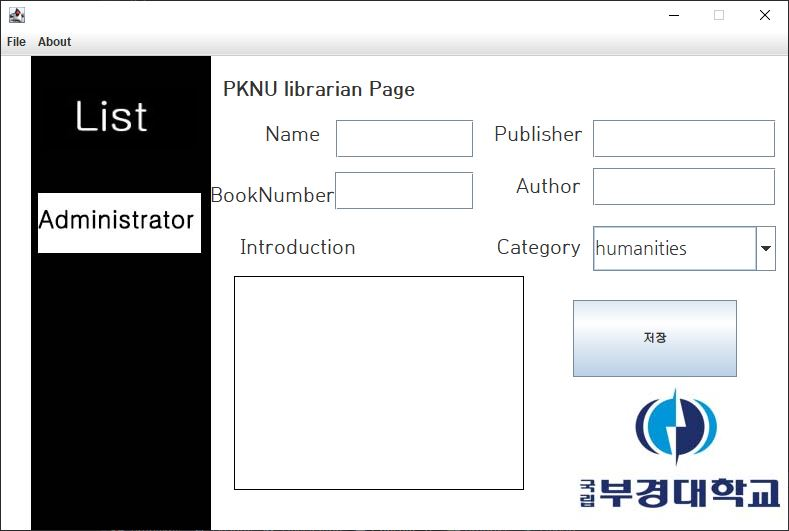 File About
List
Administrator
PKNU librarian Page
Name
Publisher
BookNumber
Author
Introduction
Category
humanities
저장
국립 부경대학교